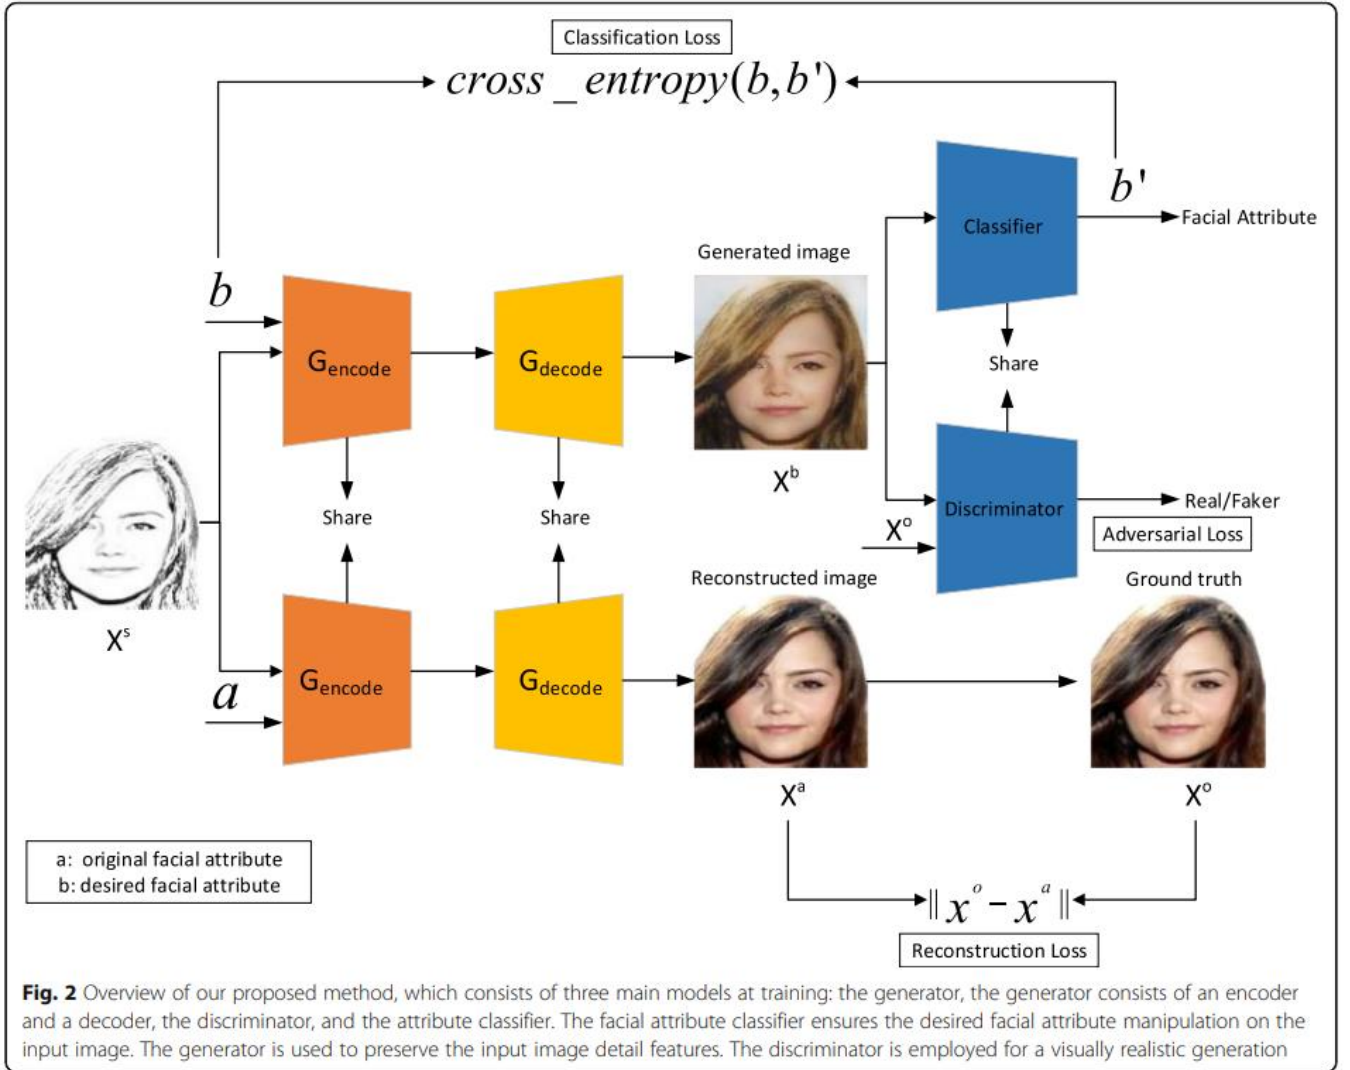 Classification Loss
cross _ entropy(b,b')
b'
Classifier
Facial Attribute
Generated image
b
Gencode
Gdecode
Share
Xb
Discriminator
Real/Faker
Xo
Adversarial Loss
Share
Share
Reconstructed image
Ground truth
Xs
Gencode
Gdecode
a
Xa
Xo
a: original facial attribute
b: desired facial attribute
|| xo − xa ||
Reconstruction Loss
Fig. 2 Overview of our proposed method, which consists of three main models at training: the generator, the generator consists of an encoder
and a decoder, the discriminator, and the attribute classifier. The facial attribute classifier ensures the desired facial attribute manipulation on the
input image. The generator is used to preserve the input image detail features. The discriminator is employed for a visually realistic generation